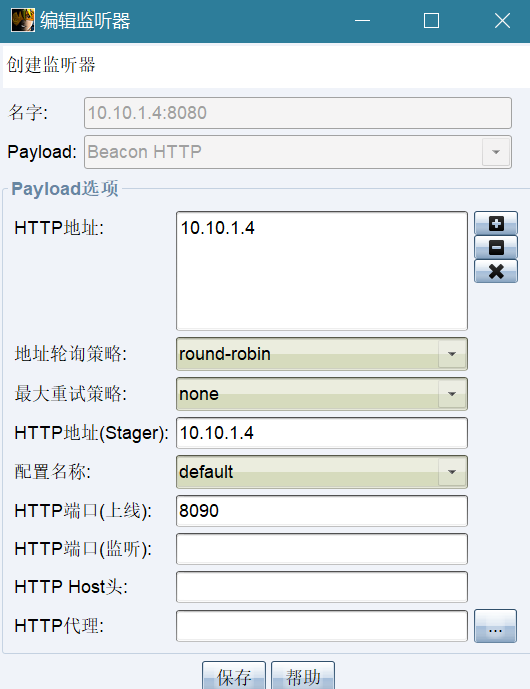 编辑监听器
创建监听器
名字: 10.10.1.4:8080
Payload: Beacon HTTP
Payload选项
HTTP地址: 10.10.1.4
地址轮询策略: round-robin
最大重试策略: none
HTTP地址(Stager): 10.10.1.4
配置名称: default
HTTP端口(上线): 8090
HTTP端口(监听):
HTTP Host头:
HTTP代理: ...
保存 帮助